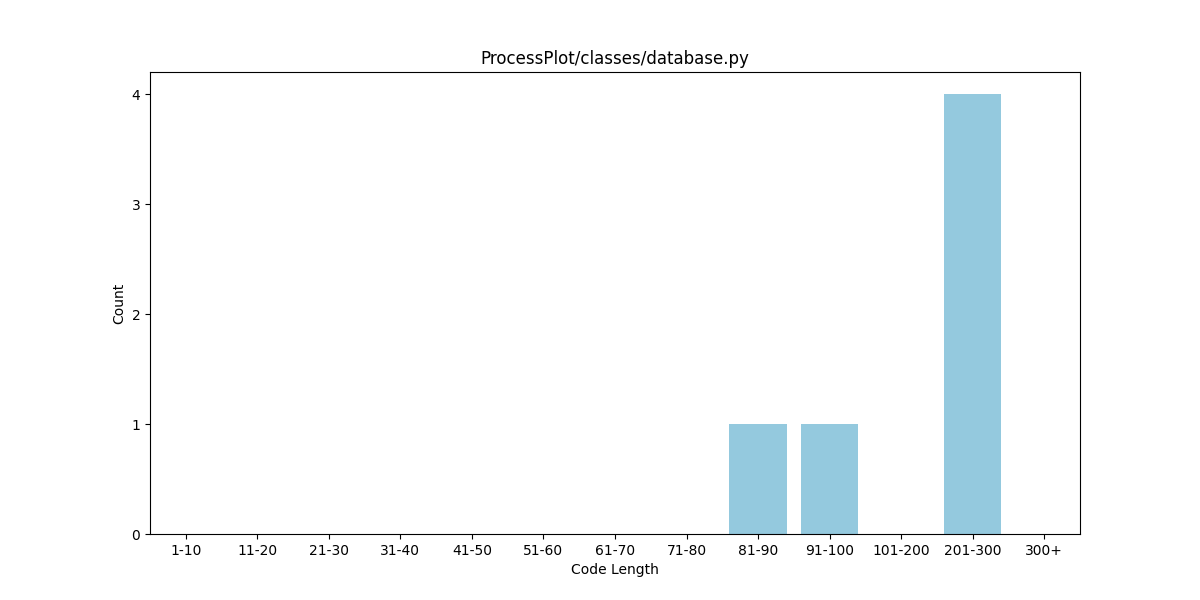 ProcessPlot/classes/database.py
4
3
2
1
0
Count
1-10 11-20 21-30 31-40 41-50 51-60 61-70 71-80 81-90 91-100 101-200 201-300 300+
Code Length